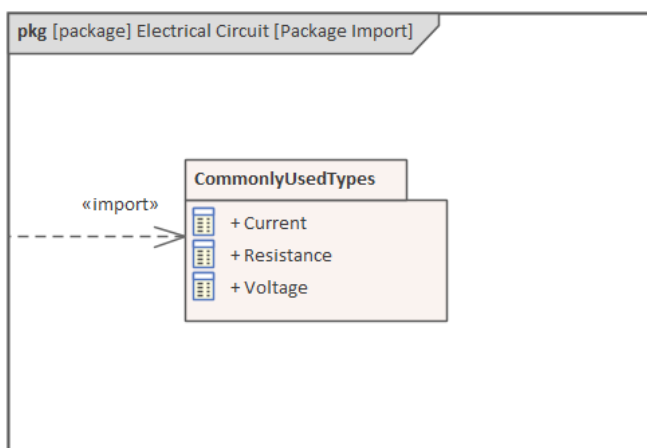 pkg [package] Electrical Circuit [Package Import]
CommonlyUsedTypes
«import»
+ Current
+ Resistance
+ Voltage